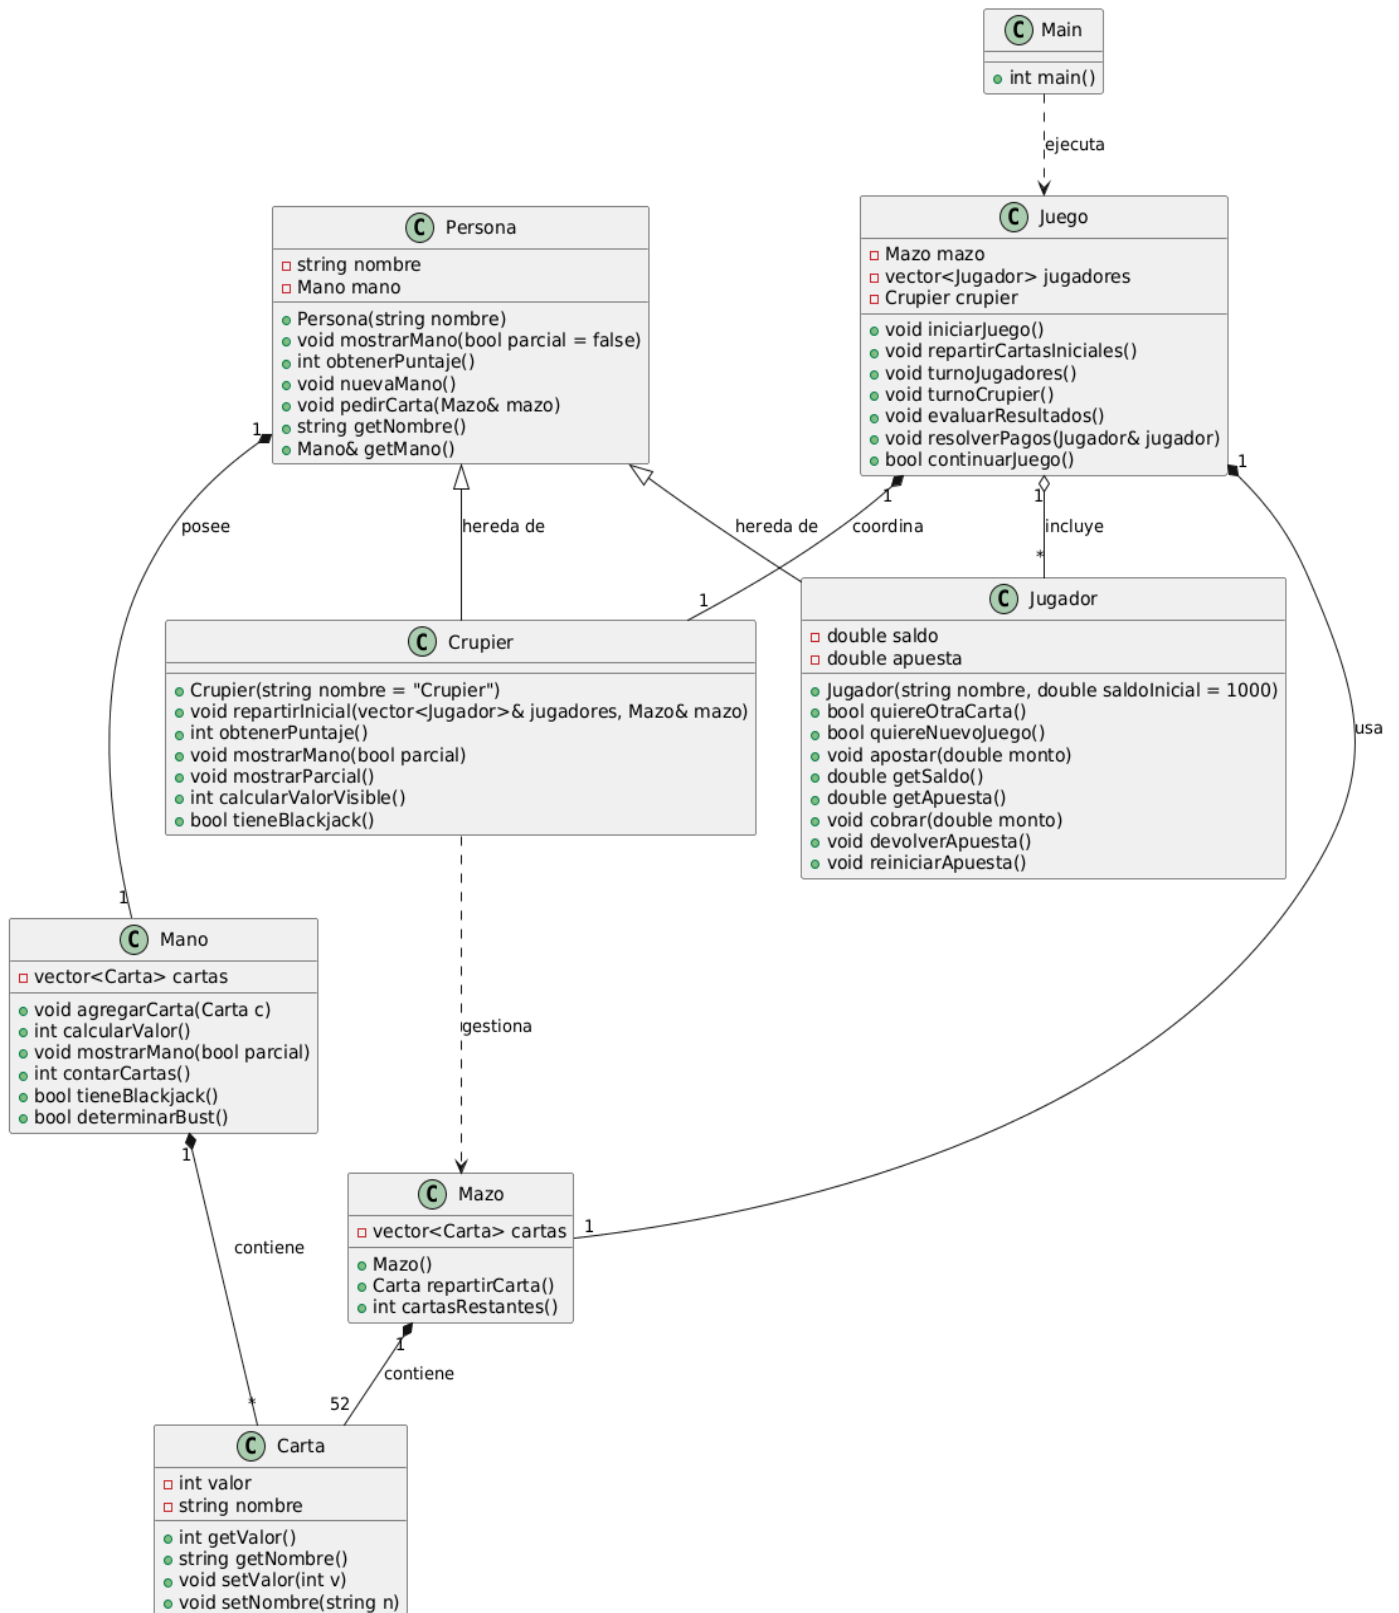 Main
int main()
ejecuta
Persona
string nombre
Mano mano
Persona(string nombre)
void mostrarMano(bool parcial = false)
int obtenerPuntaje()
void nuevaMano()
void pedirCarta(Mazo& mazo)
string getNombre()
Mano& getMano()
Juego
Mazo mazo
vector<Jugador> jugadores
Crupier crupier
void iniciarJuego()
void repartirCartasIniciales()
void turnoJugadores()
void turnoCrupier()
void evaluarResultados()
void resolverPagos(Jugador& jugador)
bool continuarJuego()
1
1
1
1
posee
hereda de
hereda de
coordina
incluye
*
1
Crupier
Crupier(string nombre = "Crupier")
void repartirInicial(vector<Jugador>& jugadores, Mazo& mazo)
int obtenerPuntaje()
void mostrarMano(bool parcial)
void mostrarParcial()
int calcularValorVisible()
bool tieneBlackjack()
Jugador
double saldo
double apuesta
Jugador(string nombre, double saldoInicial = 1000)
bool quiereOtraCarta()
bool quiereNuevoJuego()
void apostar(double monto)
double getSaldo()
double getApuesta()
void cobrar(double monto)
void devolverApuesta()
void reiniciarApuesta()
usa
1
Mano
vector<Carta> cartas
void agregarCarta(Carta c)
int calcularValor()
void mostrarMano(bool parcial)
int contarCartas()
bool tieneBlackjack()
bool determinarBust()
gestiona
1
contiene
Mazo
vector<Carta> cartas
Mazo()
Carta repartirCarta()
int cartasRestantes()
1
1
contiene
*
52
Carta
int valor
string nombre
int getValor()
string getNombre()
void setValor(int v)
void setNombre(string n)
C
C
C
C
C
C
C
C